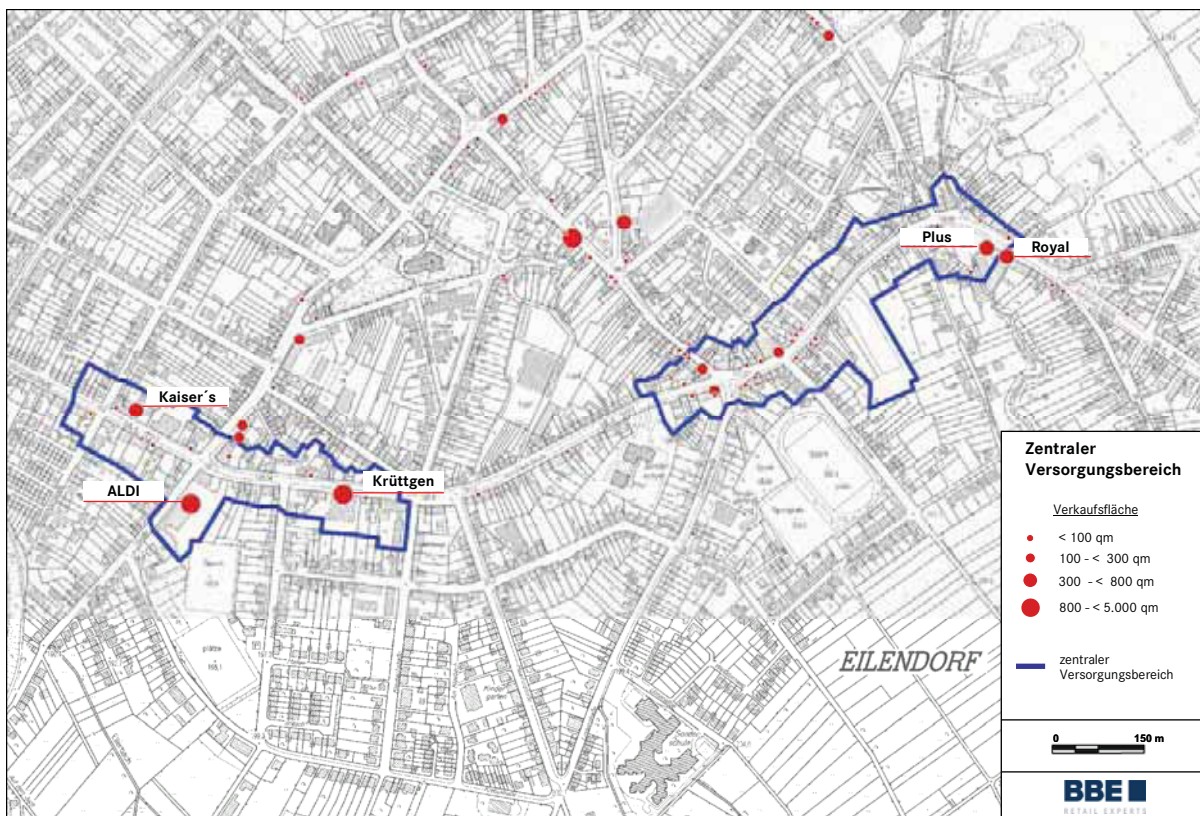 Plus
Royal
Kaiser´s
ALDI
Krüttgen
EILENDORF
Zentraler
Versorgungsbereich
Verkaufsfläche
< 100 qm
100 - < 300 qm
300 - < 800 qm
800 - < 5.000 qm
zentraler
Versorgungsbereich
0 150 m
BBE
RETAIL EXPERTS